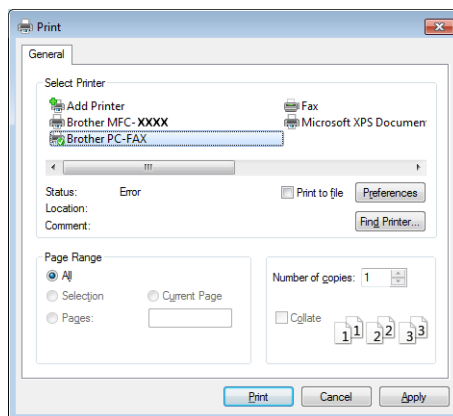 Print
General
Select Printer
Add Printer
Fax
Brother MFC-XXXX
Microsoft XPS Documen
Brother PC-FAX
Status: Error
Print to file
Preferences
Location:
Comment:
Find Printer...
Page Range
All
Selection
Current Page
Pages:
Number of copies: 1
Collate
1 1 2 2 3 3
Print
Cancel
Apply